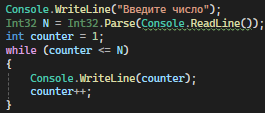 Console.WriteLine("Введите число");
Int32 N = Int32.Parse(Console.ReadLine());
int counter = 1;
while (counter <= N)
{
    Console.WriteLine(counter);
    counter++;
}